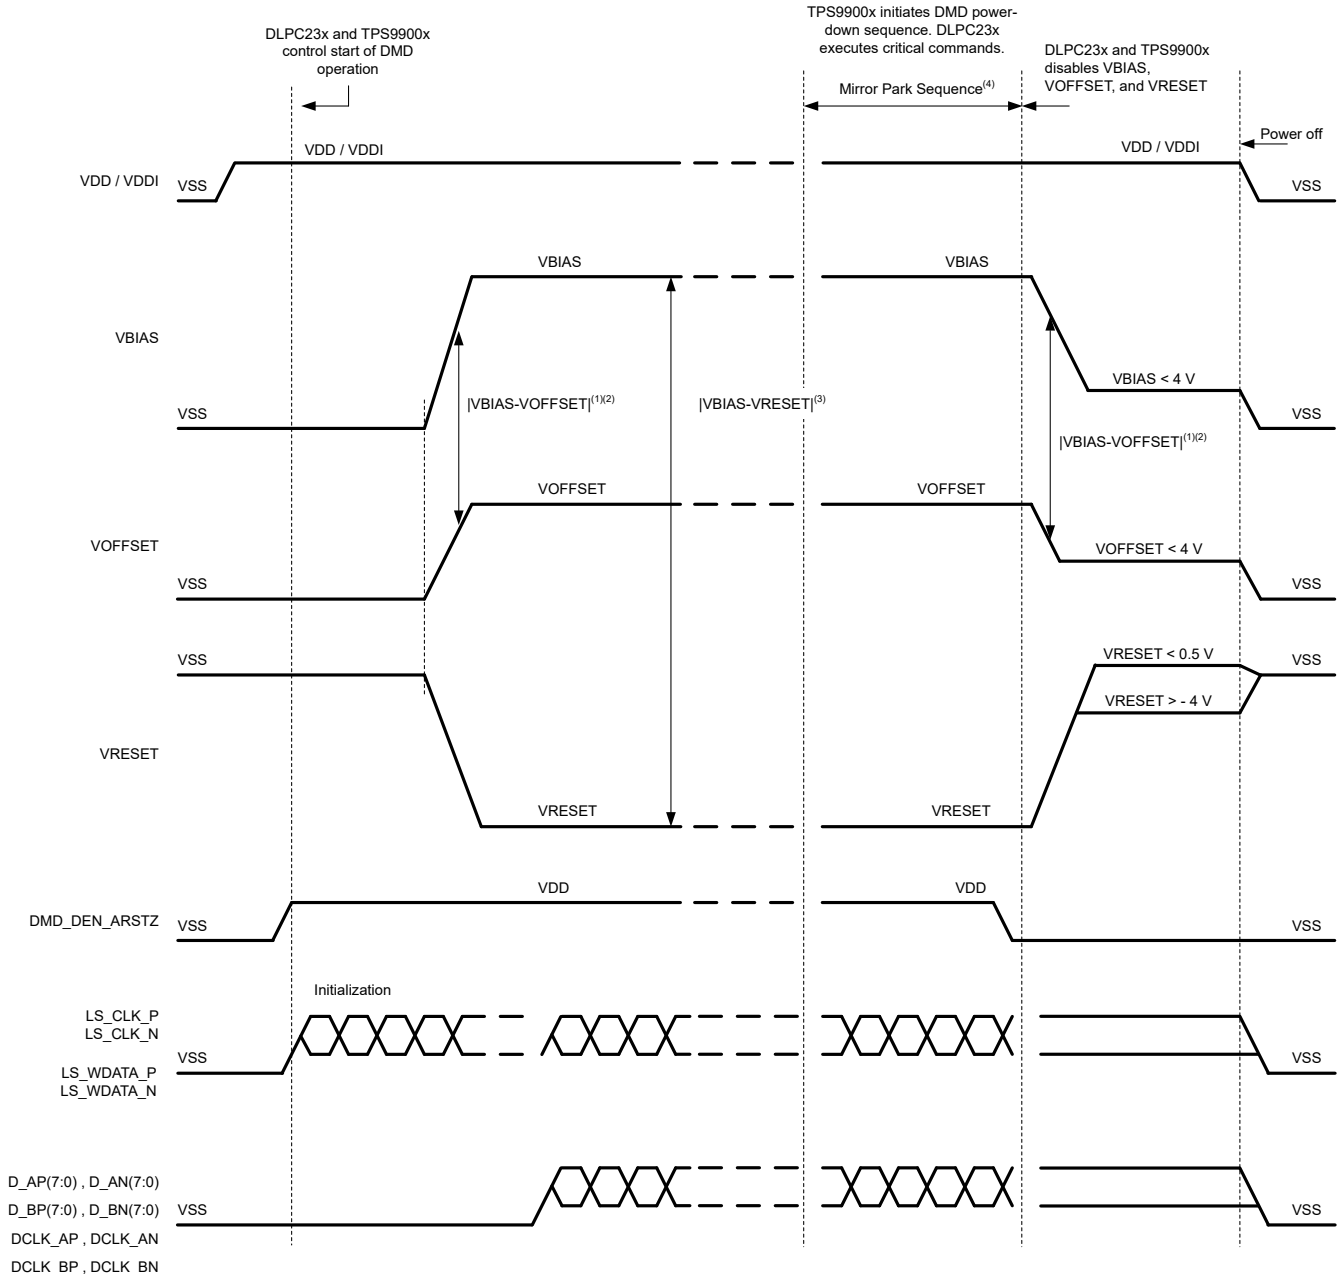 DLPC23x and TPS9900x
control start of DMD
operation
TPS9900x initiates DMD power-
down sequence. DLPC23x
executes critical commands.
DLPC23x and TPS9900x
disables VBIAS,
VOFFSET, and VRESET
Mirror Park Sequence(4)
Power off
VDD / VDDI
VSS
VDD / VDDI
VDD / VDDI
VSS
VBIAS
VSS
VBIAS
VBIAS
|VBIAS-VOFFSET|(1)(2)
|VBIAS-VRESET|(3)
VBIAS < 4 V
VSS
|VBIAS-VOFFSET|(1)(2)
VOFFSET
VSS
VOFFSET
VOFFSET
VOFFSET < 4 V
VSS
VRESET
VSS
VRESET
VRESET
VRESET < 0.5 V
VRESET > - 4 V
VSS
DMD_DEN_ARSTZ
VSS
VDD
VDD
VSS
Initialization
LS_CLK_P
LS_CLK_N
VSS
LS_WDATA_P
LS_WDATA_N
VSS
D_AP(7:0) , D_AN(7:0)
D_BP(7:0) , D_BN(7:0)
DCLK_AP , DCLK_AN
DCLK_BP , DCLK_BN
VSS
VSS